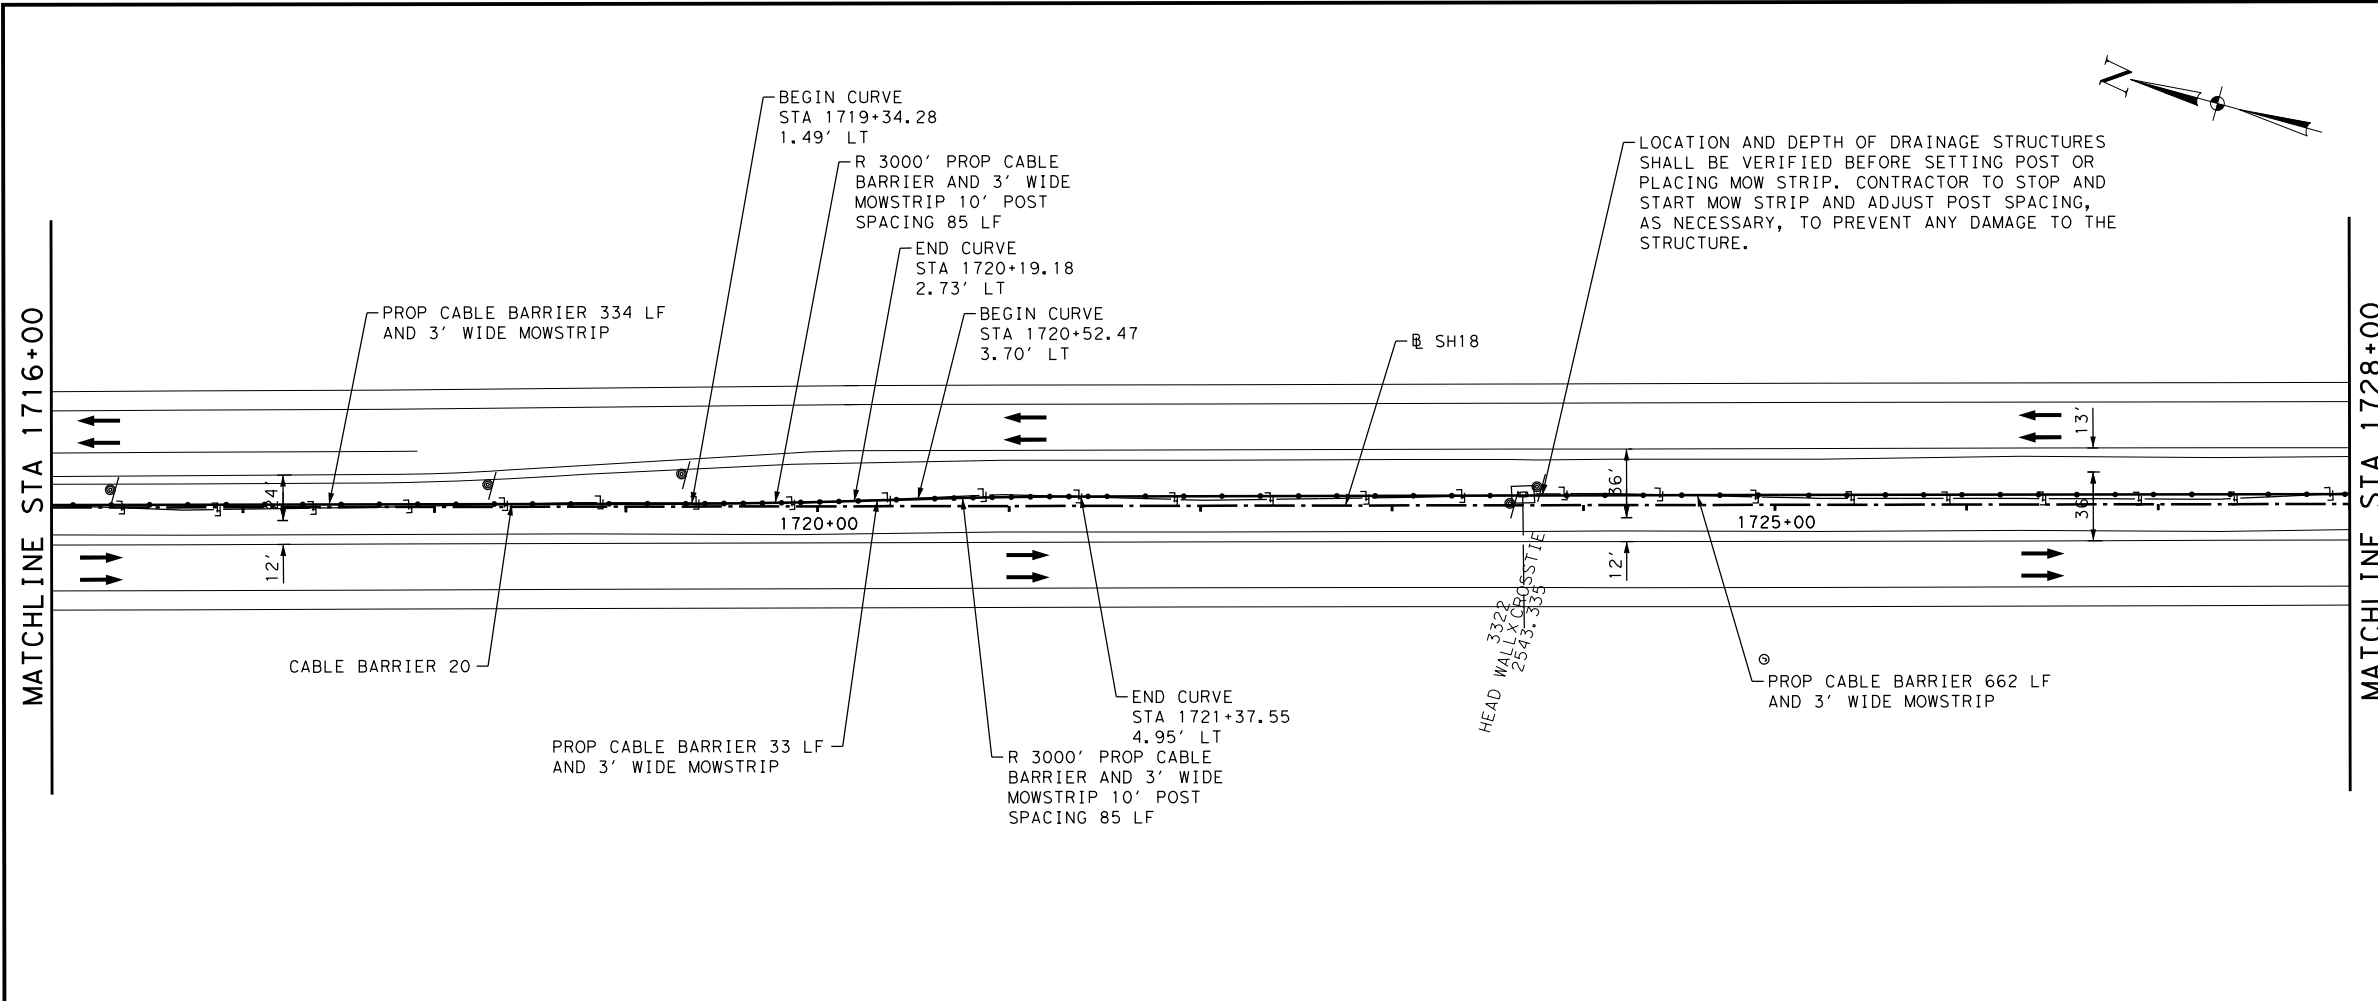 N
BEGIN CURVE
STA 1719+34.28
1.49' LT
R 3000' PROP CABLE
BARRIER AND 3' WIDE
MOWSTRIP 10' POST
SPACING 85 LF
END CURVE
STA 1720+19.18
2.73' LT
BEGIN CURVE
STA 1720+52.47
3.70' LT
LOCATION AND DEPTH OF DRAINAGE STRUCTURES
SHALL BE VERIFIED BEFORE SETTING POST OR
PLACING MOW STRIP. CONTRACTOR TO STOP AND
START MOW STRIP AND ADJUST POST SPACING,
AS NECESSARY, TO PREVENT ANY DAMAGE TO THE
STRUCTURE.
PROP CABLE BARRIER 334 LF
AND 3' WIDE MOWSTRIP
BL SH18
MATCHLINE STA 1716+00
MATCHLINE STA 1728+00
24'
12'
1720+00
36'
12'
1725+00
13'
36'
3322
HEAD WALLXCROSSTIE
2543.335
CABLE BARRIER 20
PROP CABLE BARRIER 33 LF
AND 3' WIDE MOWSTRIP
END CURVE
STA 1721+37.55
4.95' LT
R 3000' PROP CABLE
BARRIER AND 3' WIDE
MOWSTRIP 10' POST
SPACING 85 LF
PROP CABLE BARRIER 662 LF
AND 3' WIDE MOWSTRIP